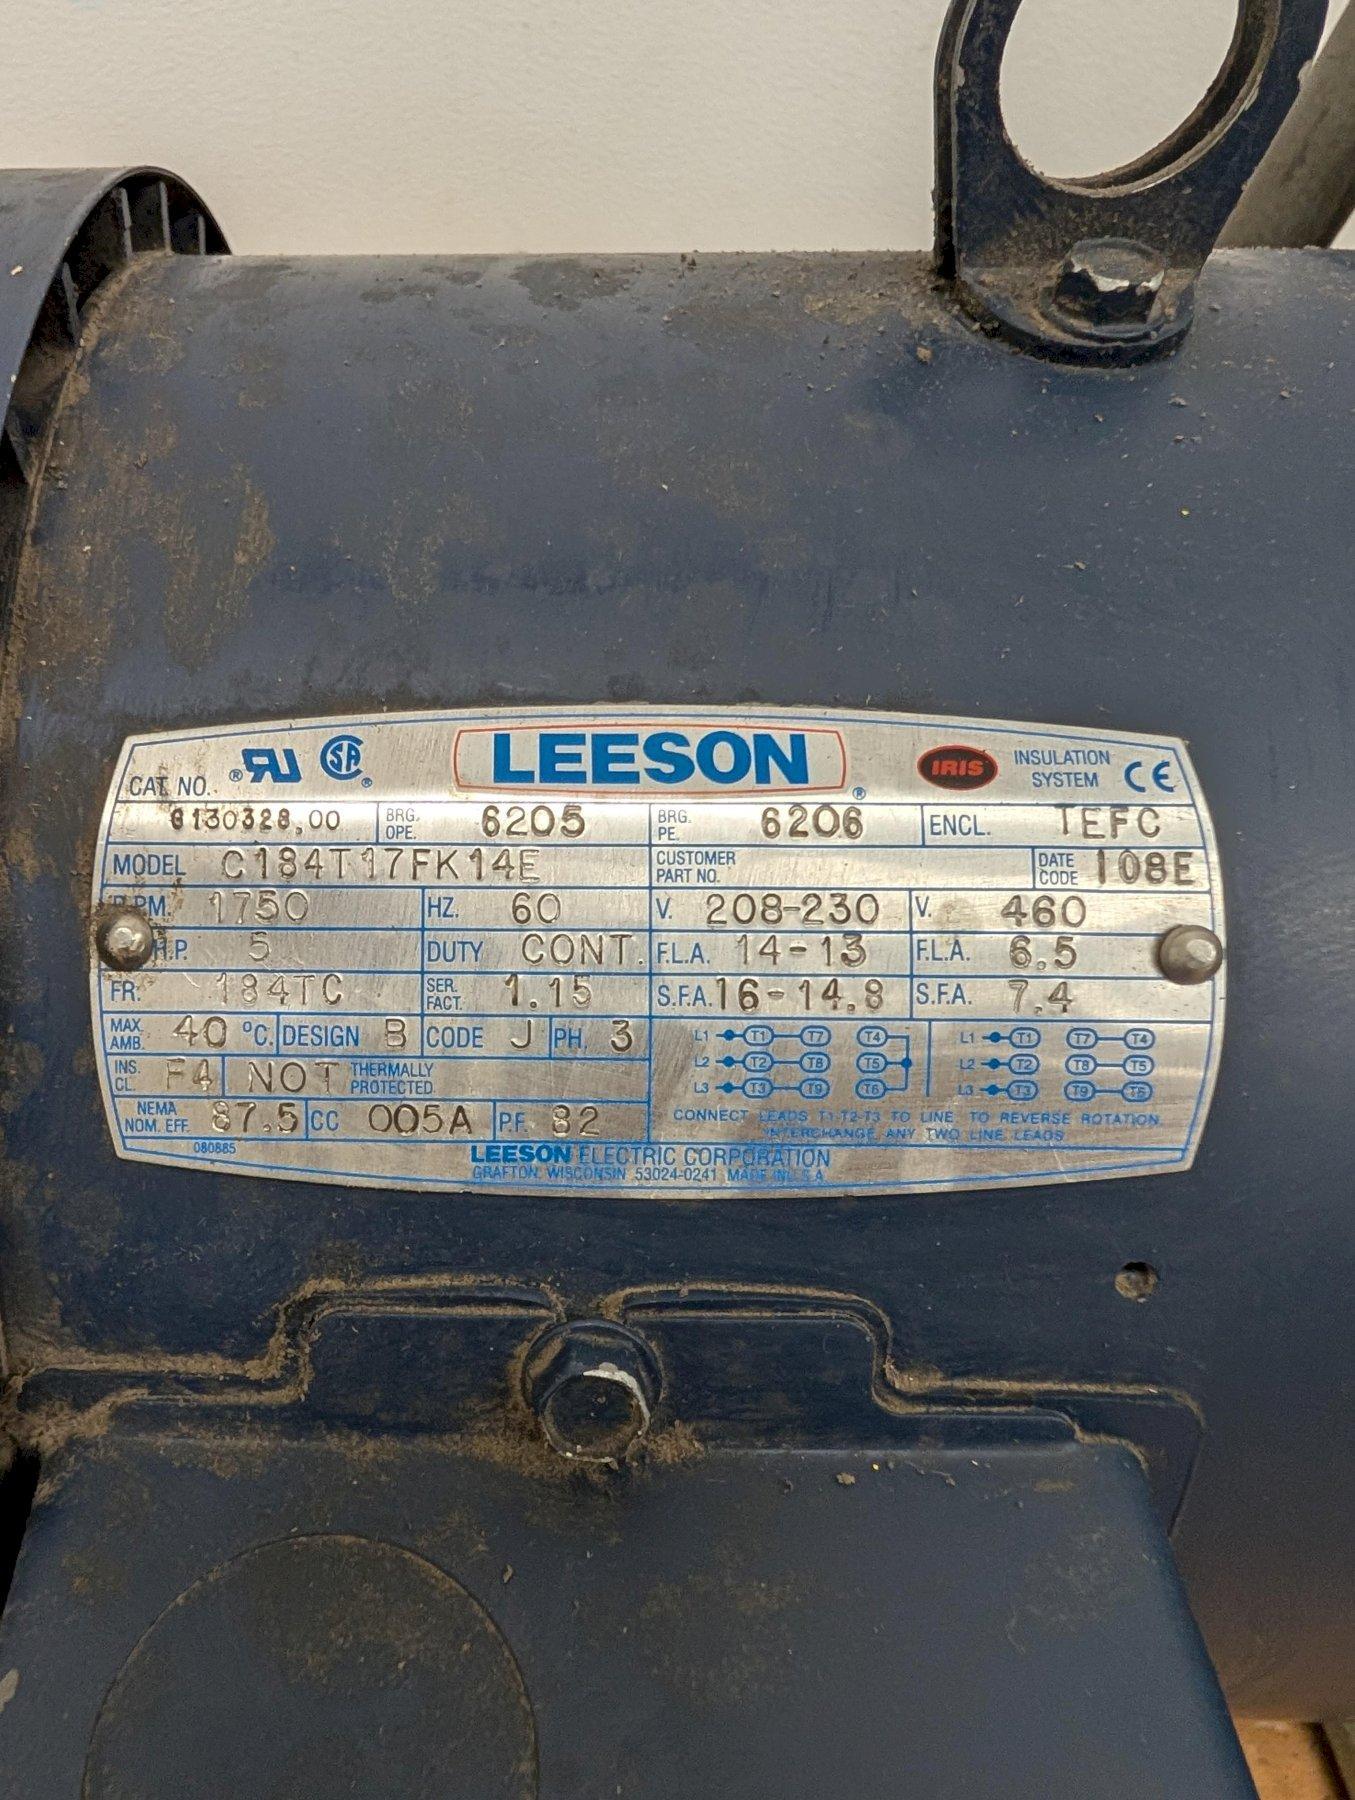 CAT. NO. ® ® LEESON ® IRIS INSULATION SYSTEM CE
G130328.00 BRG. OPE. 6205 BRG. PE. 6206 ENCL. TEFC
MODEL C184T17FK14E CUSTOMER PART NO. DATE CODE 108E
R.P.M. 1750 HZ. 60 V. 208-230 V. 460
H.P. 5 DUTY CONT. F.L.A. 14-13 F.L.A. 6.5
FR. 184TC SER. FACT. 1.15 S.F.A. 16-14.8 S.F.A. 7.4
MAX. AMB. 40 °C. DESIGN B CODE J PH. 3
INS. CL. F4 NOT THERMALLY PROTECTED
NEMA NOM. EFF. 87.5 CC 005A P.F. 82
L1 T1 T7 T4 L1 T1 T7 T4
L2 T2 T8 T5 L2 T2 T8 T5
L3 T3 T9 T6 L3 T3 T9 T6
CONNECT LEADS T1-T2-T3 TO LINE. TO REVERSE ROTATION,
INTERCHANGE ANY TWO LINE LEADS.
080885
LEESON ELECTRIC CORPORATION
GRAFTON, WISCONSIN 53024-0241 MADE IN U.S.A.